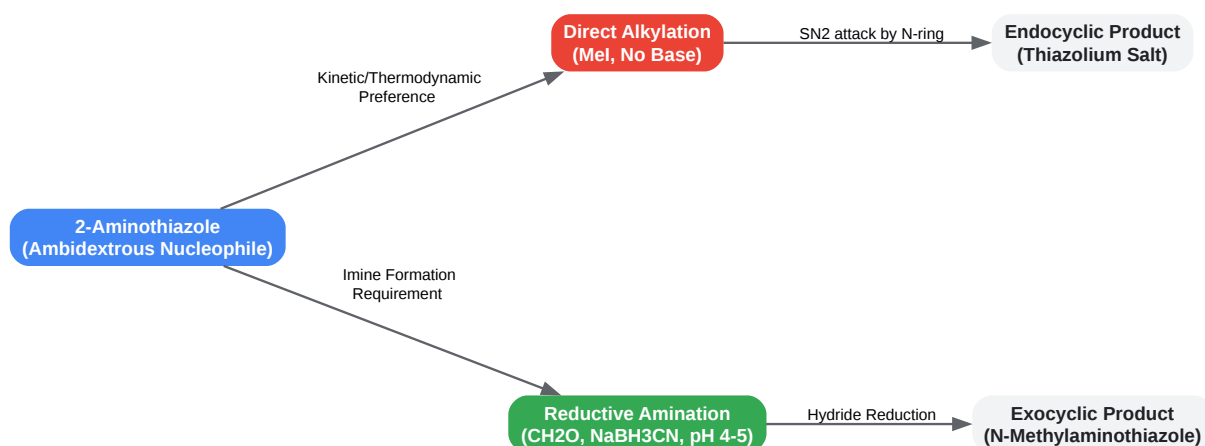 Direct Alkylation
(MeI, No Base)
SN2 attack by N-ring
Endocyclic Product
(Thiazolium Salt)
Kinetic/Thermodynamic
Preference
2-Aminothiazole
(Ambidextrous Nucleophile)
Imine Formation
Requirement
Reductive Amination
(CH2O, NaBH3CN, pH 4-5)
Hydride Reduction
Exocyclic Product
(N-Methylaminothiazole)